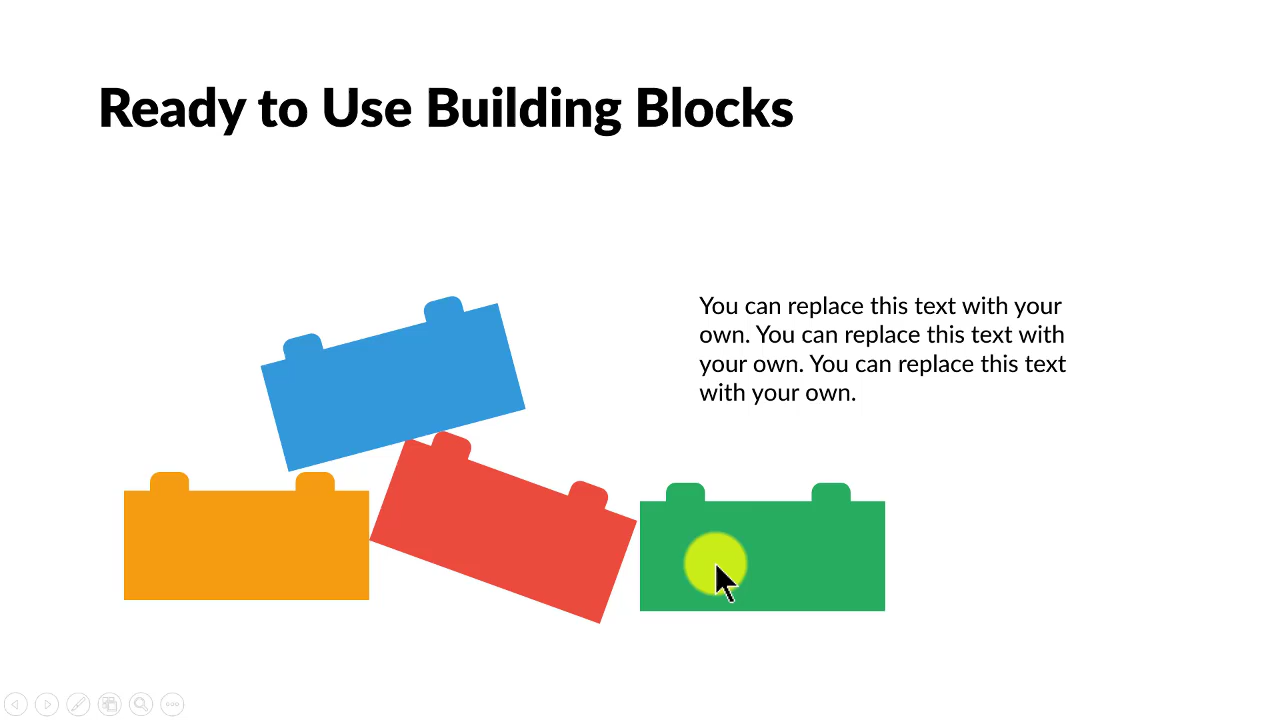 Ready to Use Building Blocks
You can replace this text with your
own. You can replace this text with
your own. You can replace this text
with your own.